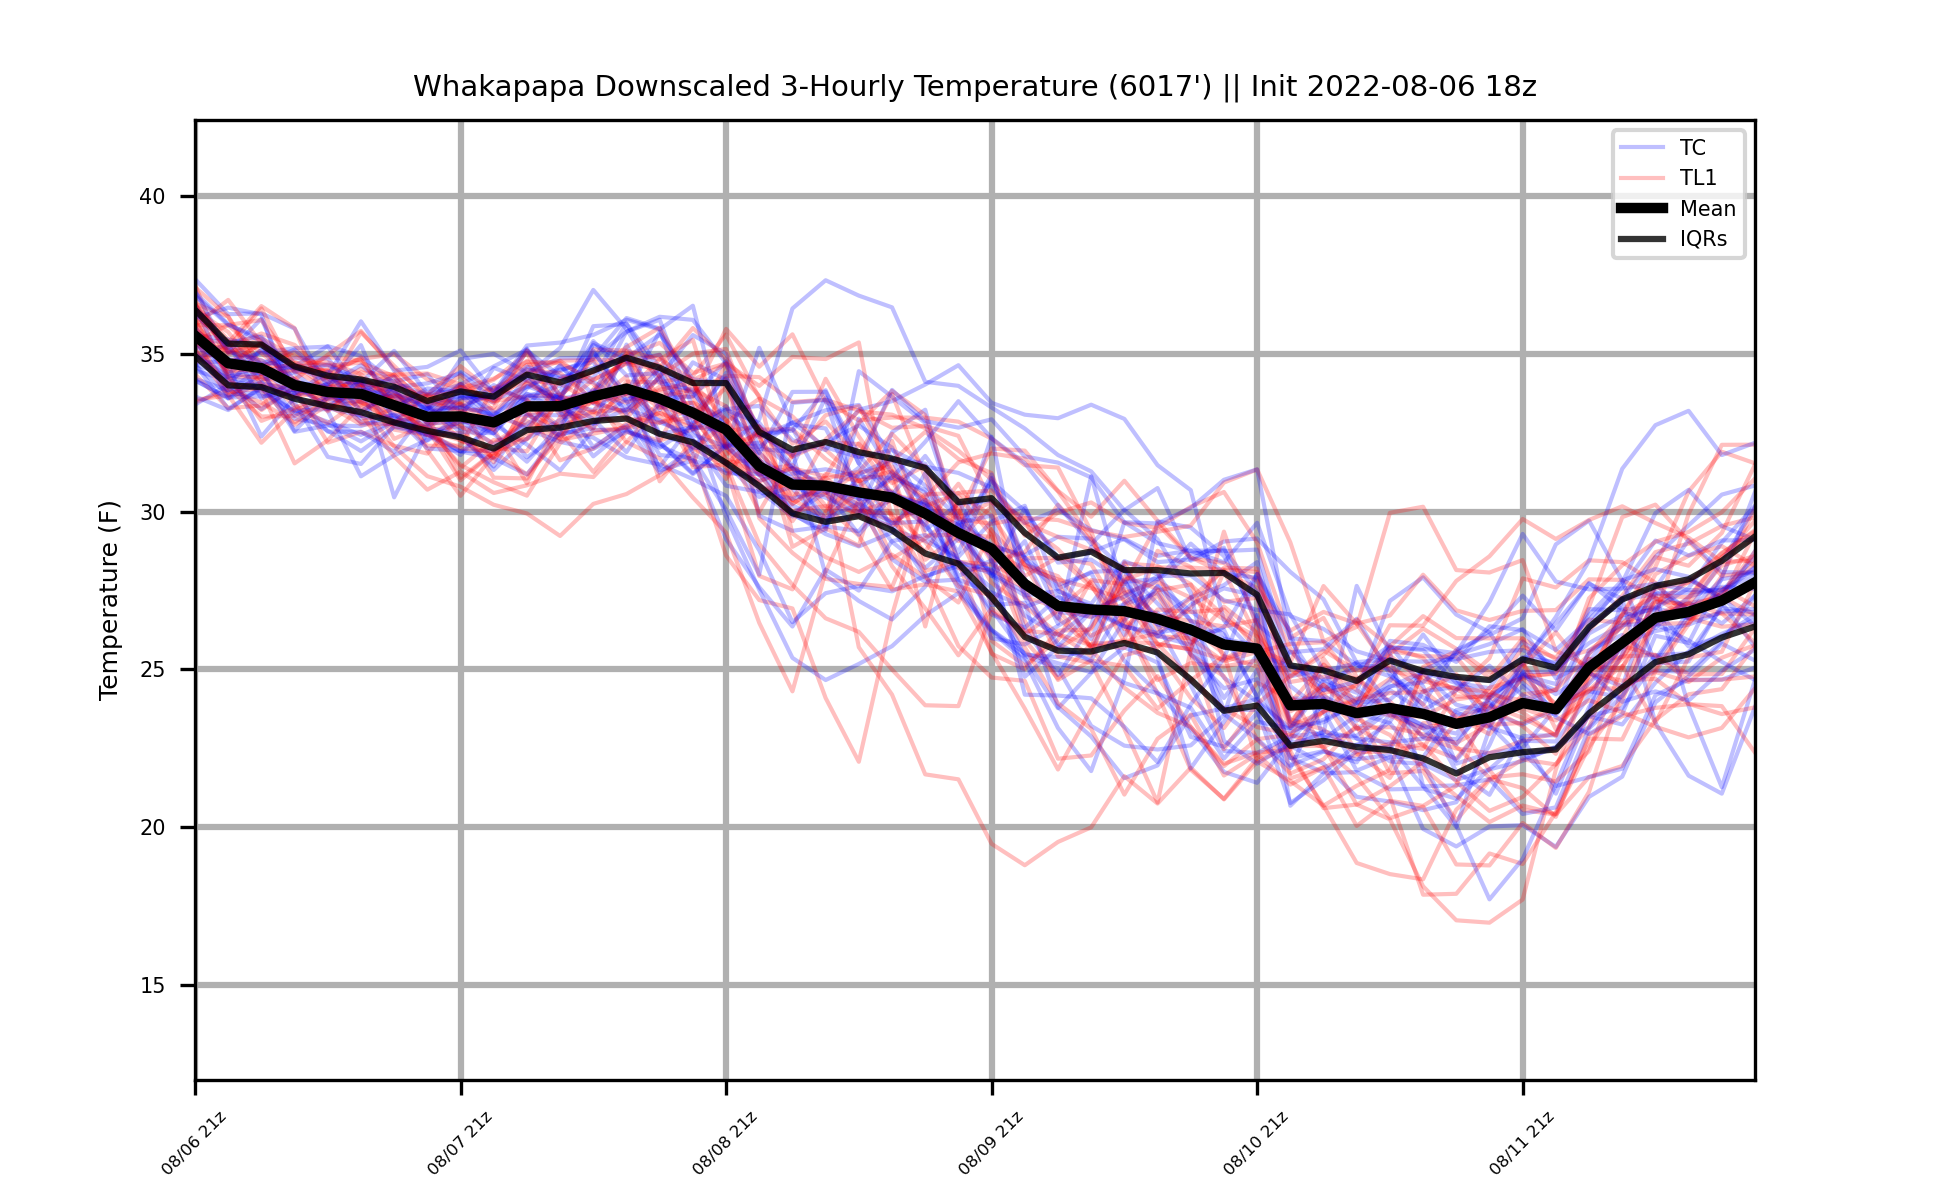 Whakapapa Downscaled 3-Hourly Temperature (6017') || Init 2022-08-06 18z
TC
TL1
Mean
IQRs
Temperature (F)
40
35
30
25
20
15
08/06 21z
08/07 21z
08/08 21z
08/09 21z
08/10 21z
08/11 21z